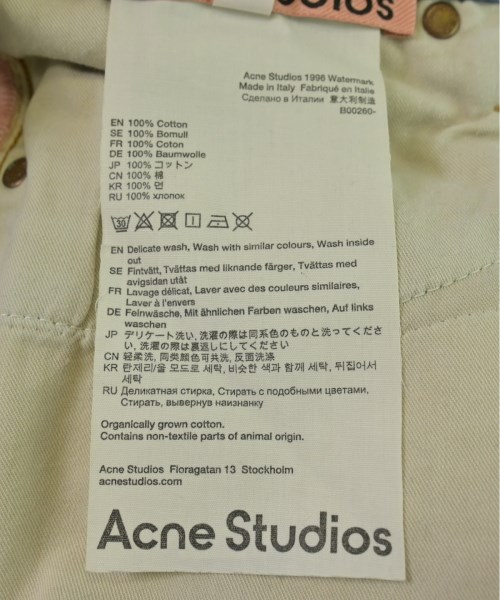 Acne Studios 1996 Watermark
Made in Italy Fabriqué en Italie
Сделано в Италии 意大利制造
B00260-
EN 100% Cotton
SE 100% Bomull
FR 100% Coton
DE 100% Baumwolle
JP 100% コットン
CN 100% 棉
KR 100% 면
RU 100% хлопок
30
EN Delicate wash, Wash with similar colours, Wash inside
out
SE Fintvätt, Tvättas med liknande färger, Tvättas med
avigsidan utåt
FR Lavage délicat, Laver avec des couleurs similaires,
Laver à l'envers
DE Feinwäsche, Mit ähnlichen Farben waschen, Auf links
waschen
JP デリケート洗い, 洗濯の際は同系色のものと洗ってくださ
い, 洗濯の際は裏返しにしてください
CN 轻柔洗, 同类颜色可共洗, 反面洗涤
KR 란제리/울 모드로 세탁, 비슷한 색과 함께 세탁, 뒤집어서
세탁
RU Деликатная стирка, Стирать с подобными цветами,
Стирать, вывернув наизнанку
Organically grown cotton.
Contains non-textile parts of animal origin.
Acne Studios Floragatan 13 Stockholm
acnestudios.com
Acne Studios